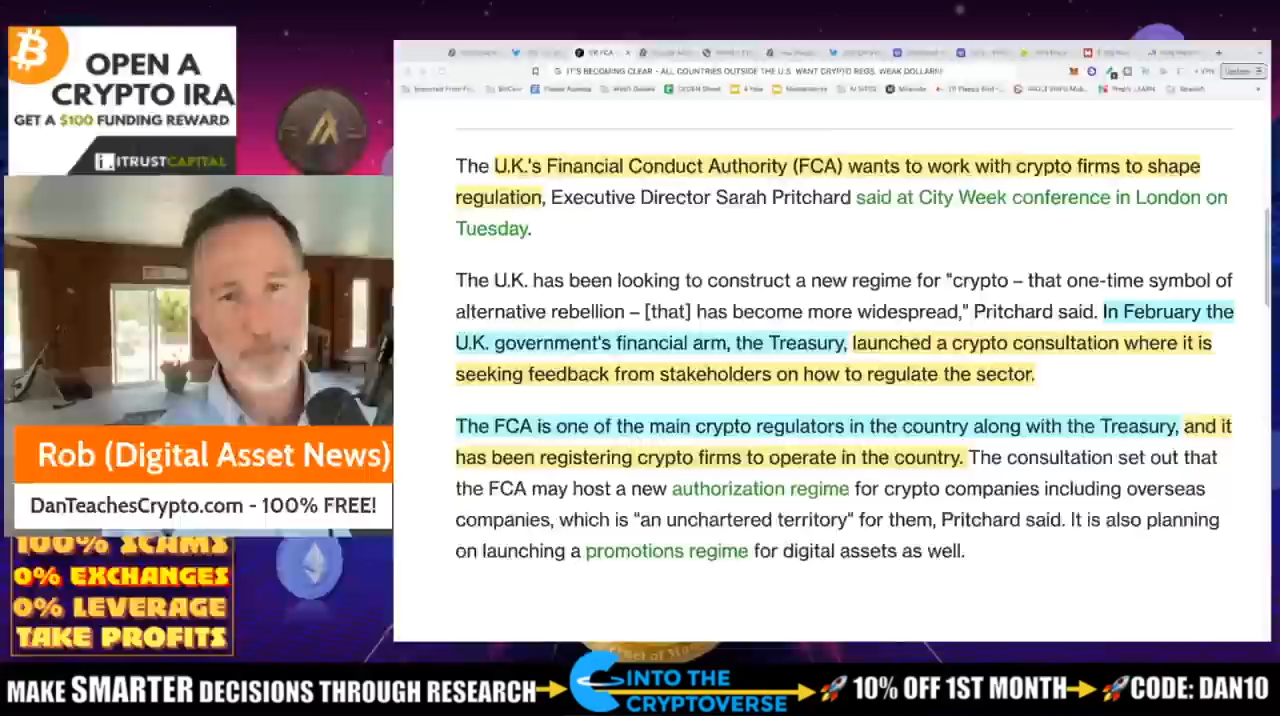 OPEN A
CRYPTO IRA
GET A $100 FUNDING REWARD
ITRUSTCAPITAL
IT'S BECOMING CLEAR - ALL COUNTRIES OUTSIDE THE U.S. WANT CRYPTO REGS. WEAK DOLLAR!!
The U.K.'s Financial Conduct Authority (FCA) wants to work with crypto firms to shape
regulation, Executive Director Sarah Pritchard said at City Week conference in London on
Tuesday.
The U.K. has been looking to construct a new regime for "crypto – that one-time symbol of
alternative rebellion – [that] has become more widespread," Pritchard said. In February the
U.K. government's financial arm, the Treasury, launched a crypto consultation where it is
seeking feedback from stakeholders on how to regulate the sector.
The FCA is one of the main crypto regulators in the country along with the Treasury, and it
has been registering crypto firms to operate in the country. The consultation set out that
the FCA may host a new authorization regime for crypto companies including overseas
companies, which is "an unchartered territory" for them, Pritchard said. It is also planning
on launching a promotions regime for digital assets as well.
Rob (Digital Asset News)
DanTeachesCrypto.com - 100% FREE!
100% SCAMS
0% EXCHANGES
0% LEVERAGE
TAKE PROFITS
MAKE SMARTER DECISIONS THROUGH RESEARCH
INTO THE
CRYPTOVERSE
10% OFF 1ST MONTH
CODE: DAN10